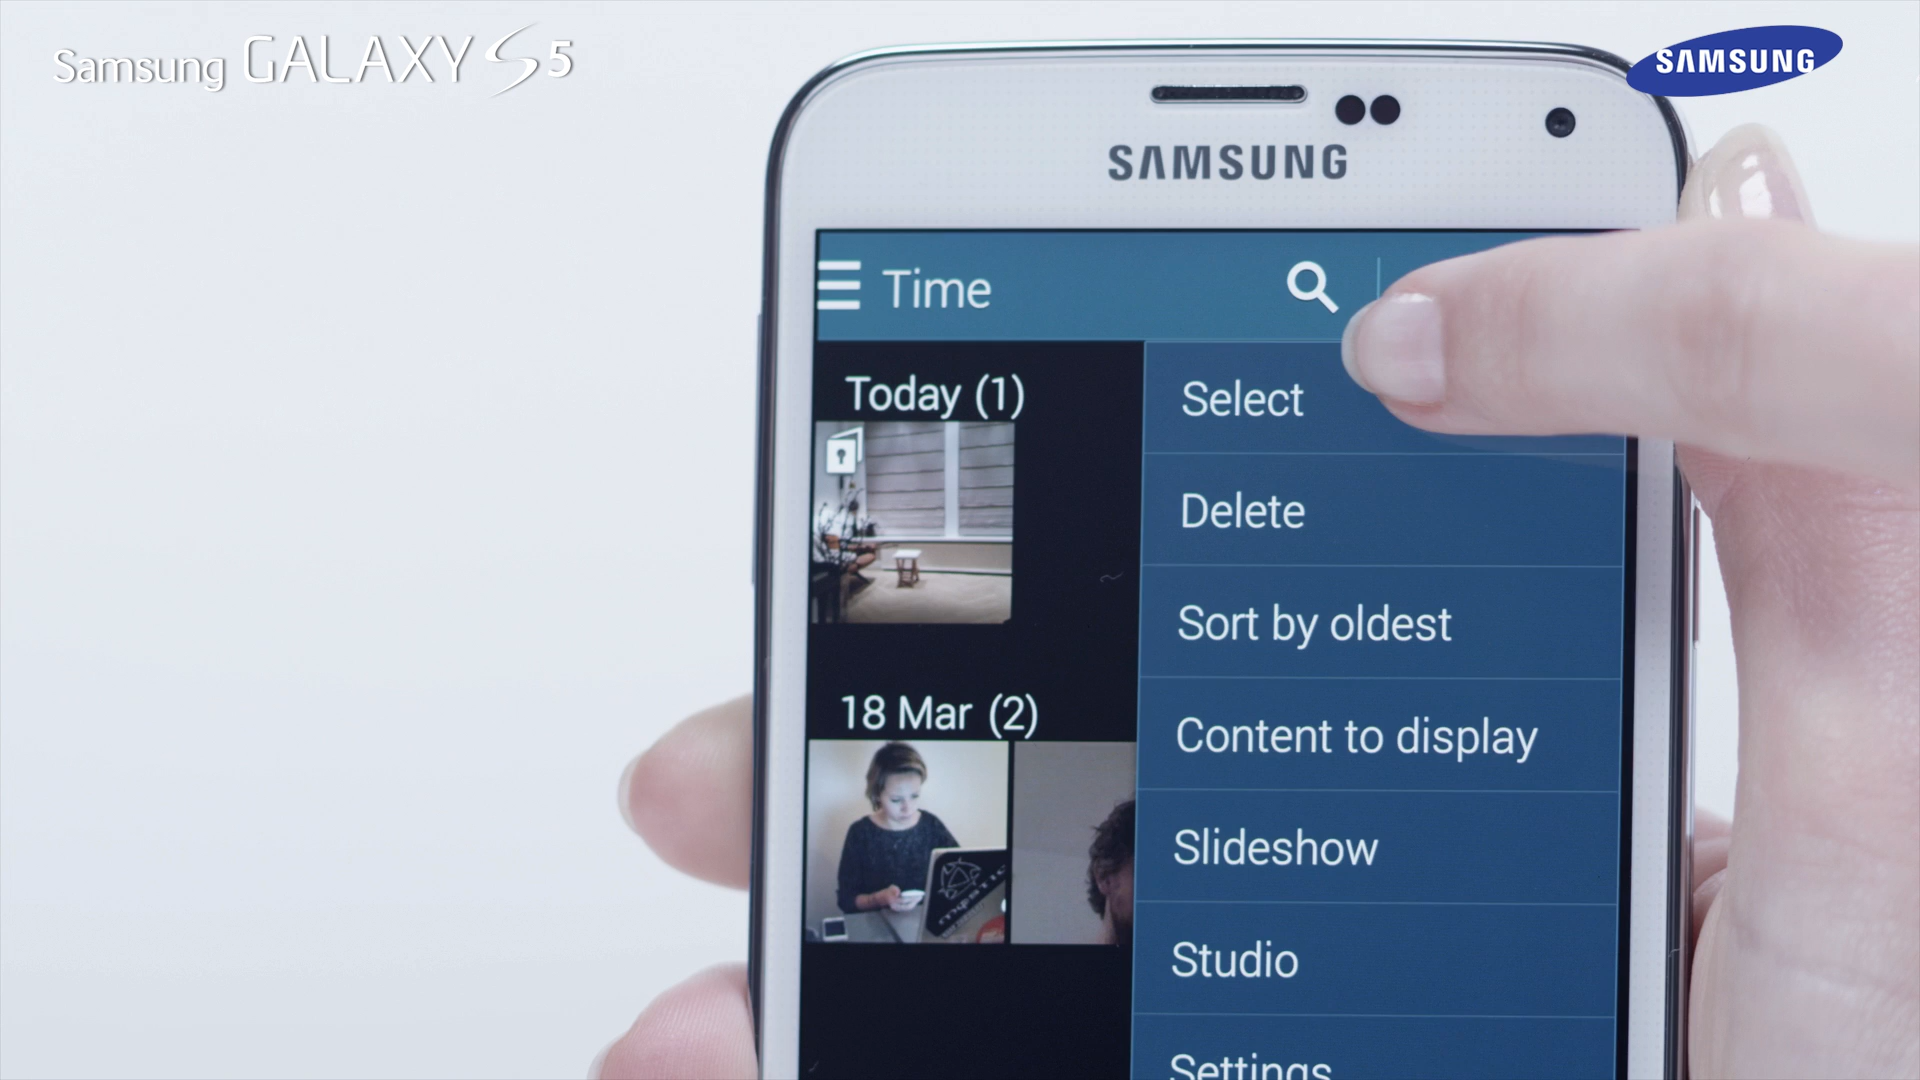 Samsung GALAXY S5
SAMSUNG
SAMSUNG
Time
Today (1)
18 Mar (2)
Select
Delete
Sort by oldest
Content to display
Slideshow
Studio
Settings